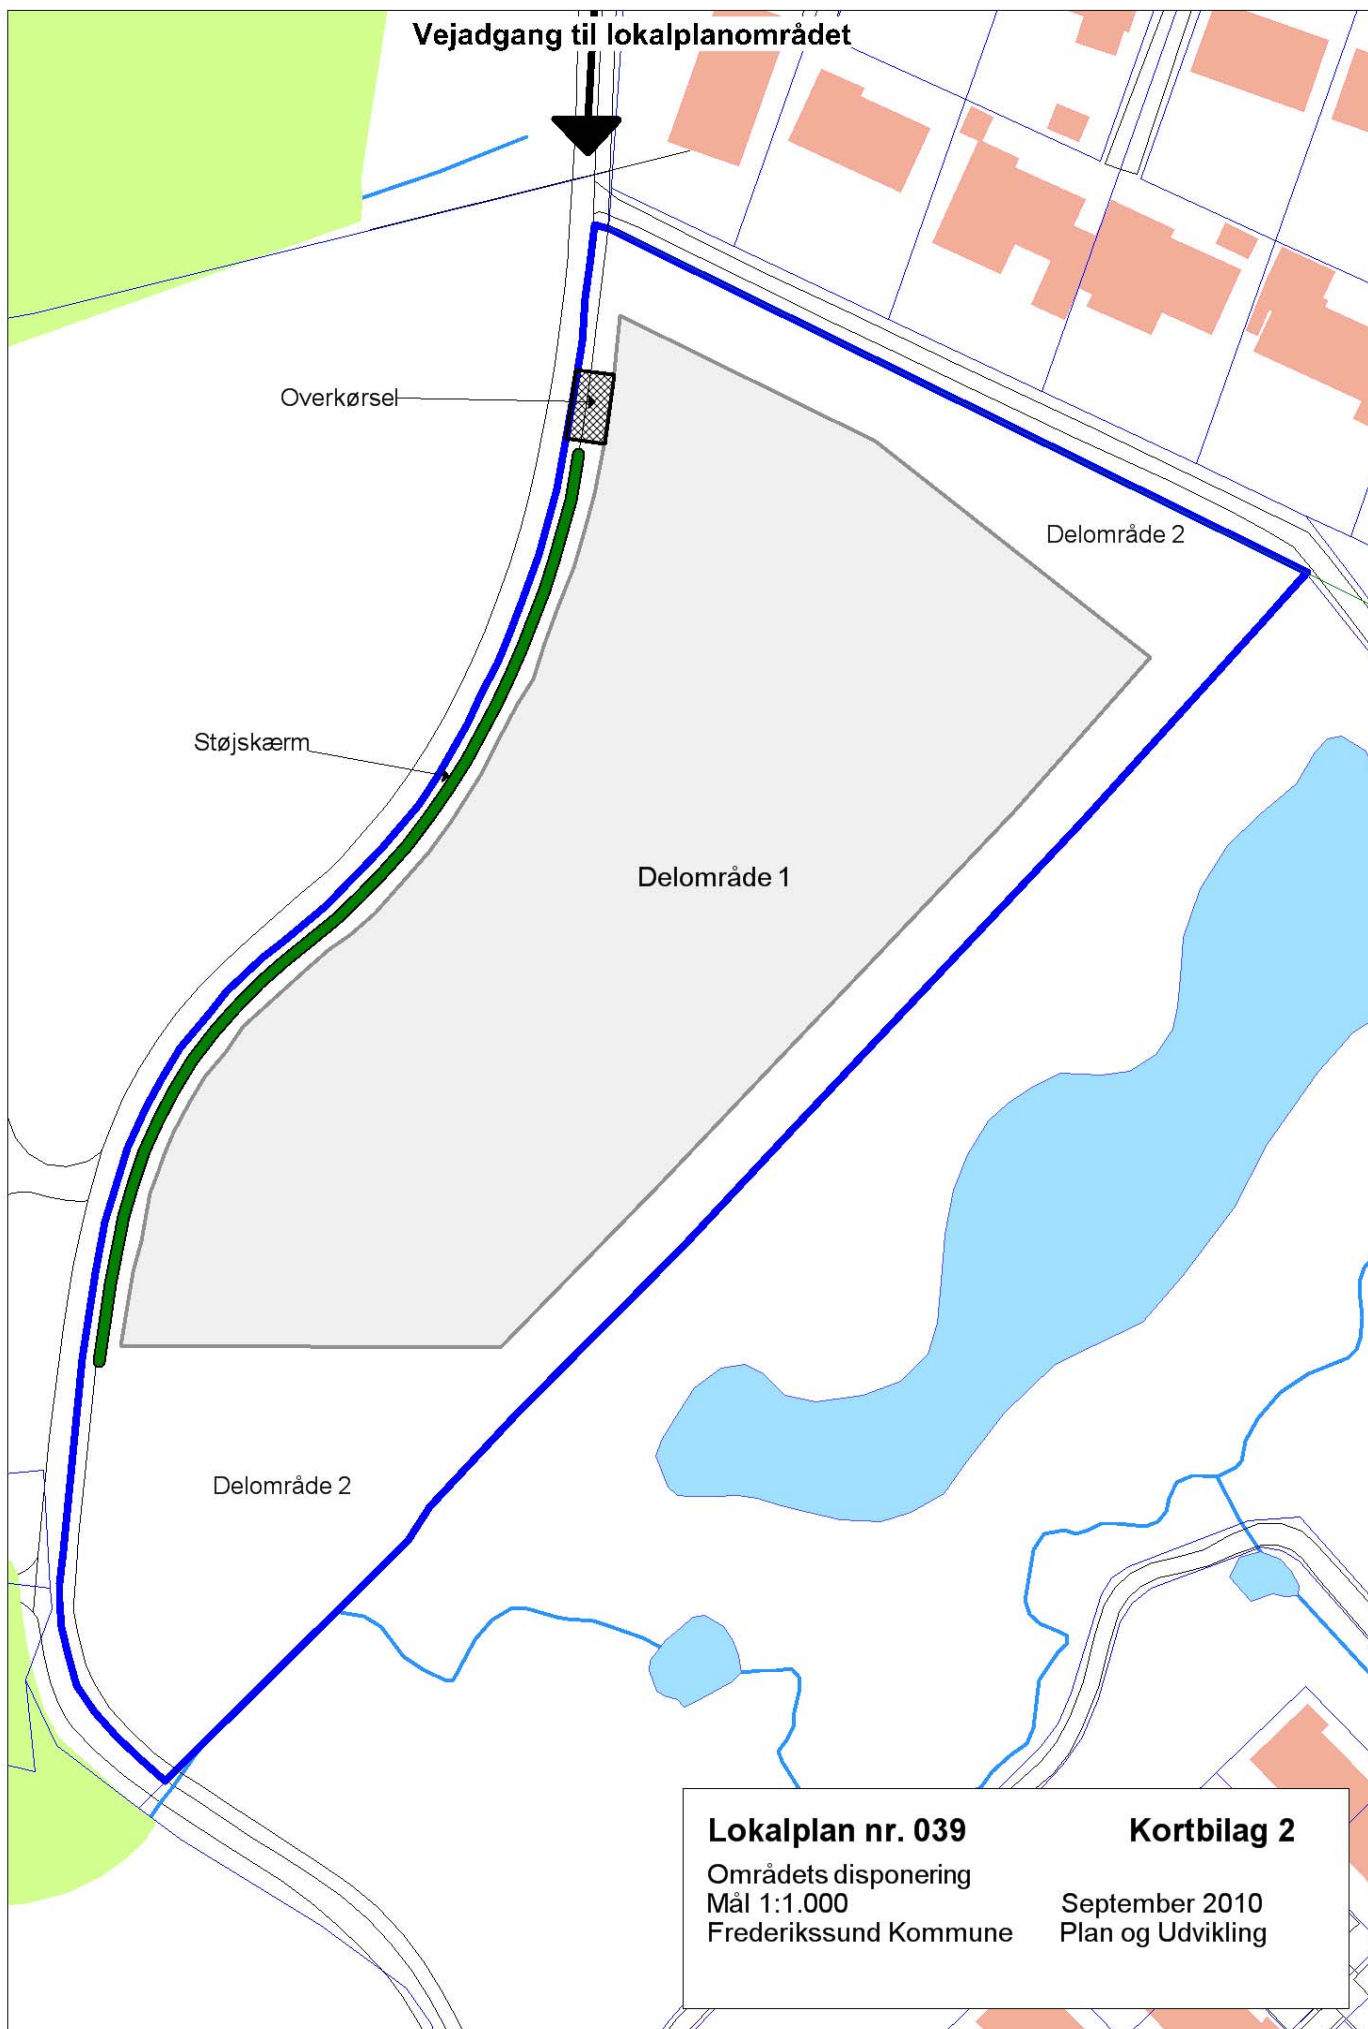 Vejadgang til lokalplanområdet
Overkørsel
Delområde 2
Støjskærm
Delområde 1
Delområde 2
Lokalplan nr. 039 Kortbilag 2
Områdets disponering
Mål 1:1.000 September 2010
Frederikssund Kommune Plan og Udvikling